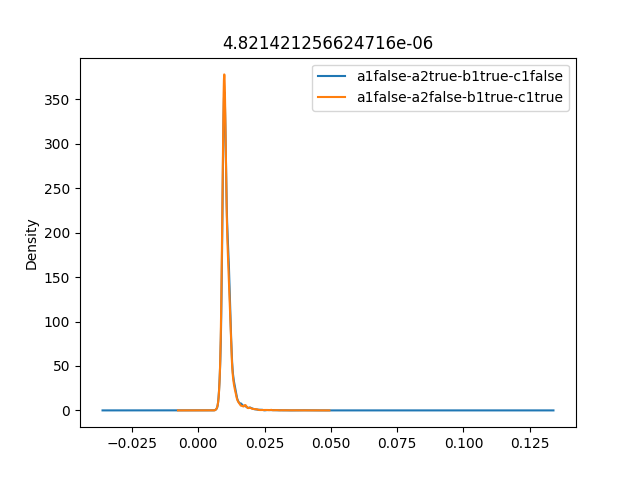 4.821421256624716e-06
a1false-a2true-b1true-c1false
a1false-a2false-b1true-c1true
Density
350
300
250
200
150
100
50
0
−0.025 0.000 0.025 0.050 0.075 0.100 0.125